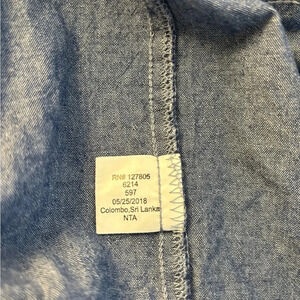 RN# 127805
6214
597
05/25/2018
Colombo,Sri Lanka
NTA